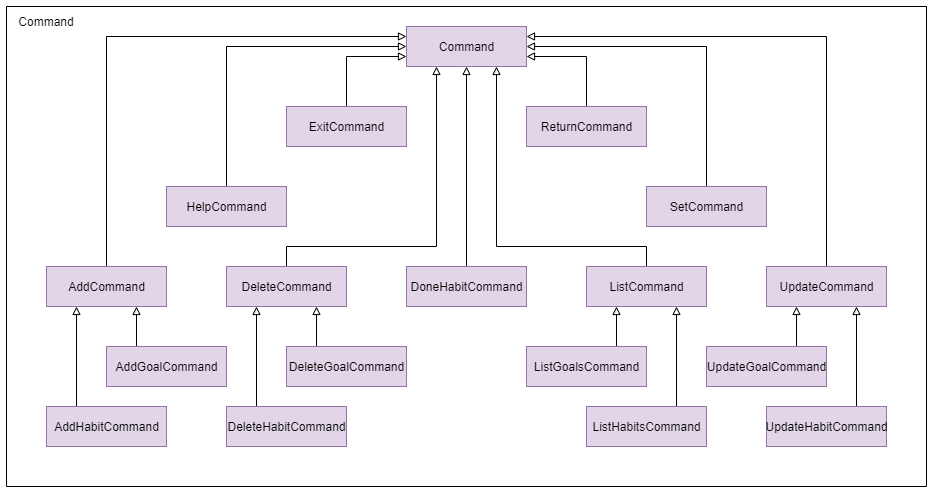 Command
Command
ExitCommand
ReturnCommand
HelpCommand
SetCommand
AddCommand
DeleteCommand
DoneHabitCommand
ListCommand
UpdateCommand
AddGoalCommand
DeleteGoalCommand
ListGoalsCommand
UpdateGoalCommand
AddHabitCommand
DeleteHabitCommand
ListHabitsCommand
UpdateHabitCommand